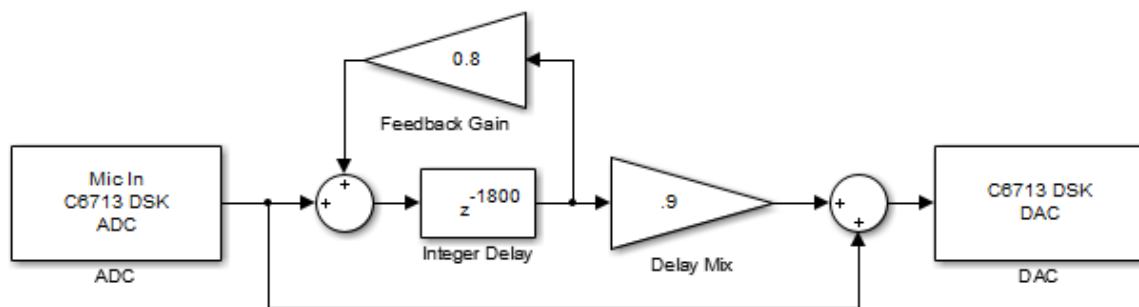 0.8
Feedback Gain
Mic In
C6713 DSK
ADC
ADC
+
+
z-1800
Integer Delay
.9
Delay Mix
+
+
C6713 DSK
DAC
DAC